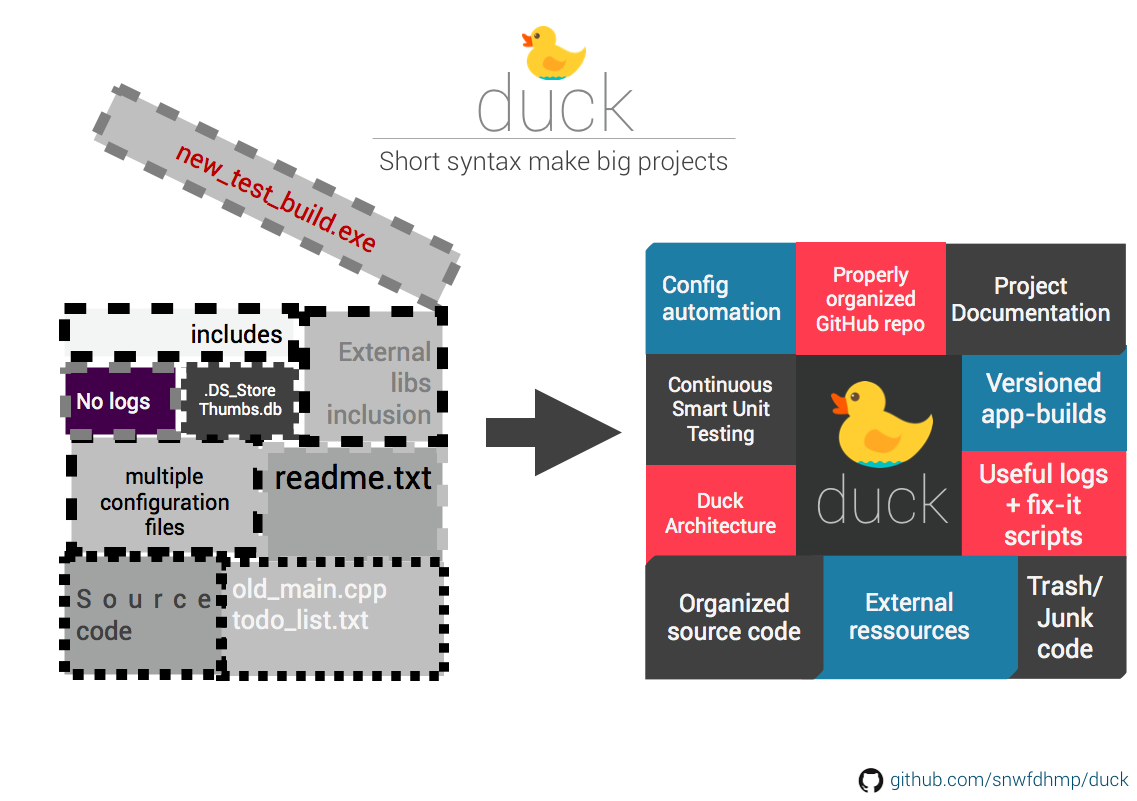 duck
Short syntax make big projects
new_test_build.exe
includes
External
libs
inclusion
No logs
.DS_Store
Thumbs.db
multiple
configuration
files
readme.txt
Source
code
old_main.cpp
todo_list.txt
Config
automation
Properly
organized
GitHub repo
Project
Documentation
Continuous
Smart Unit
Testing
duck
Versioned
app-builds
Duck
Architecture
Useful logs
+ fix-it
scripts
Organized
source code
External
ressources
Trash/
Junk
code
github.com/snwfdhmp/duck